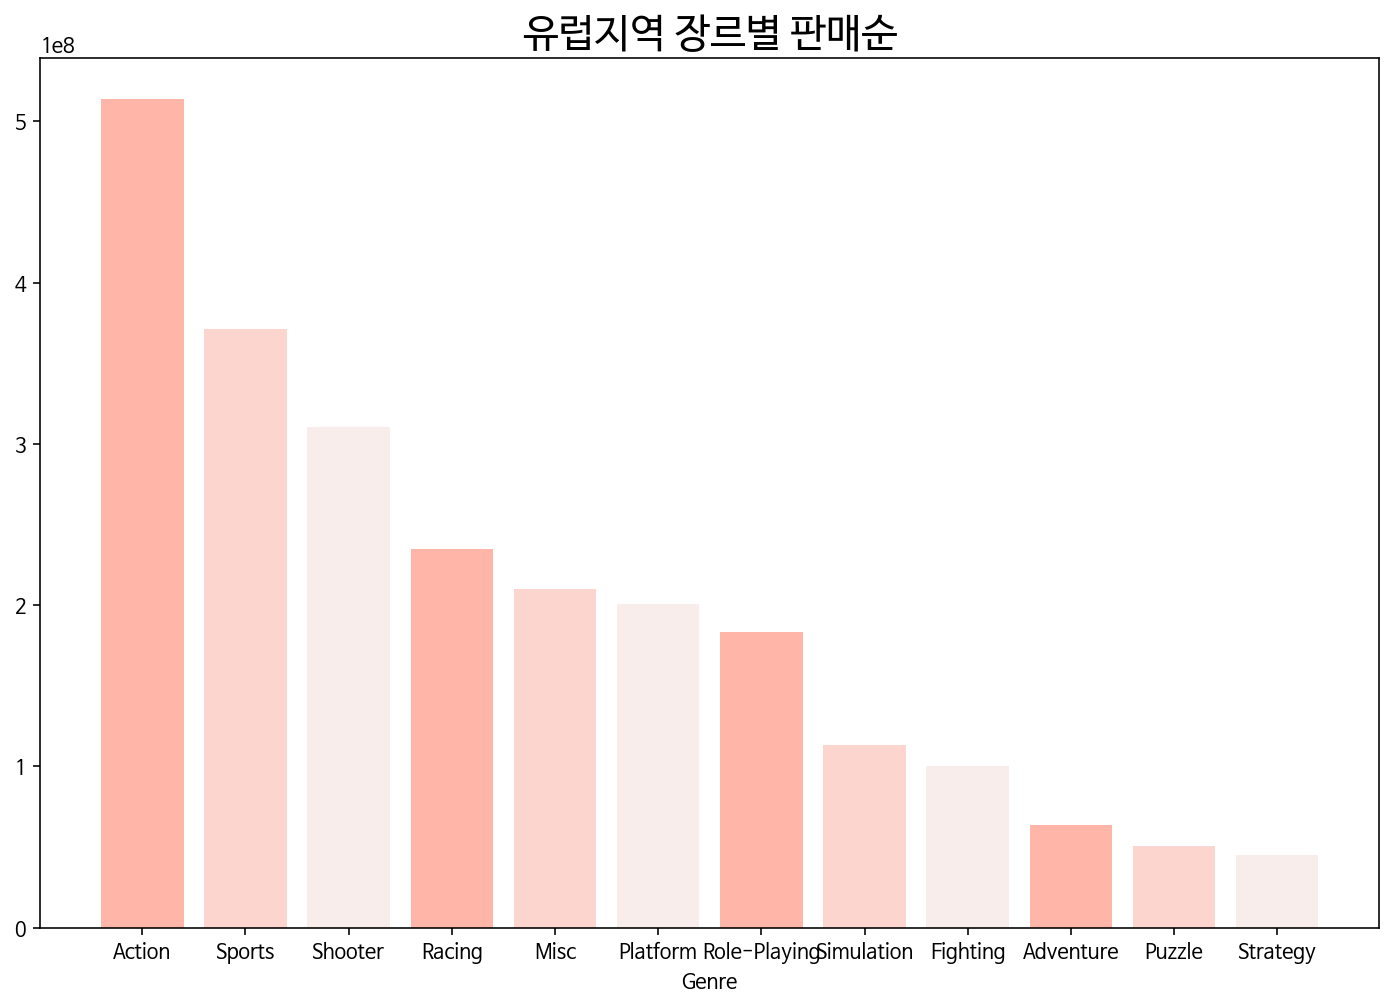 유럽지역 장르별 판매순
1e8
5
4
3
2
1
0
Action Sports Shooter Racing Misc Platform Role-Playing Simulation Fighting Adventure Puzzle Strategy
Genre